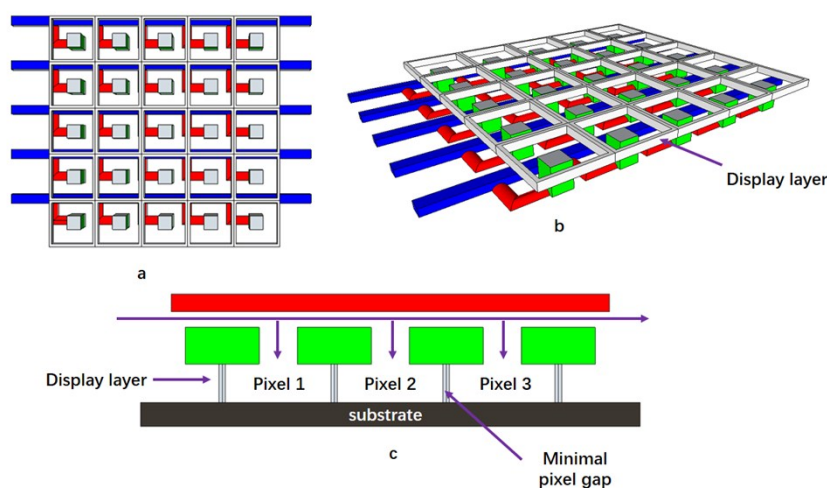 a
Display layer
b
Display layer
Pixel 1
Pixel 2
Pixel 3
substrate
c
Minimal
pixel gap